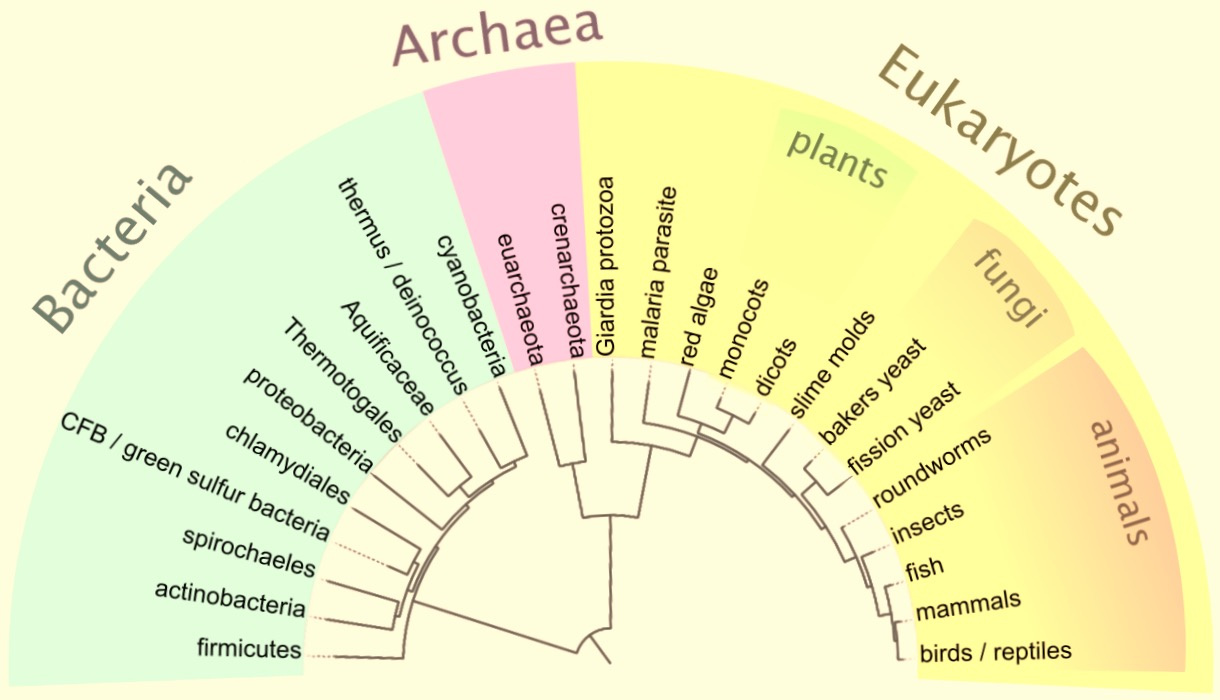 Archaea
Eukaryotes
Bacteria
plants
fungi
animals
firmicutes
actinobacteria
spirochaeles
CFB / green sulfur bacteria
chlamydiales
proteobacteria
Thermotogales
Aquificaceae
thermus / deinococcus
cyanobacteria
euarchaeota
crenarchaeota
Giardia protozoa
malaria parasite
red algae
monocots
dicots
slime molds
bakers yeast
fission yeast
roundworms
insects
fish
mammals
birds / reptiles